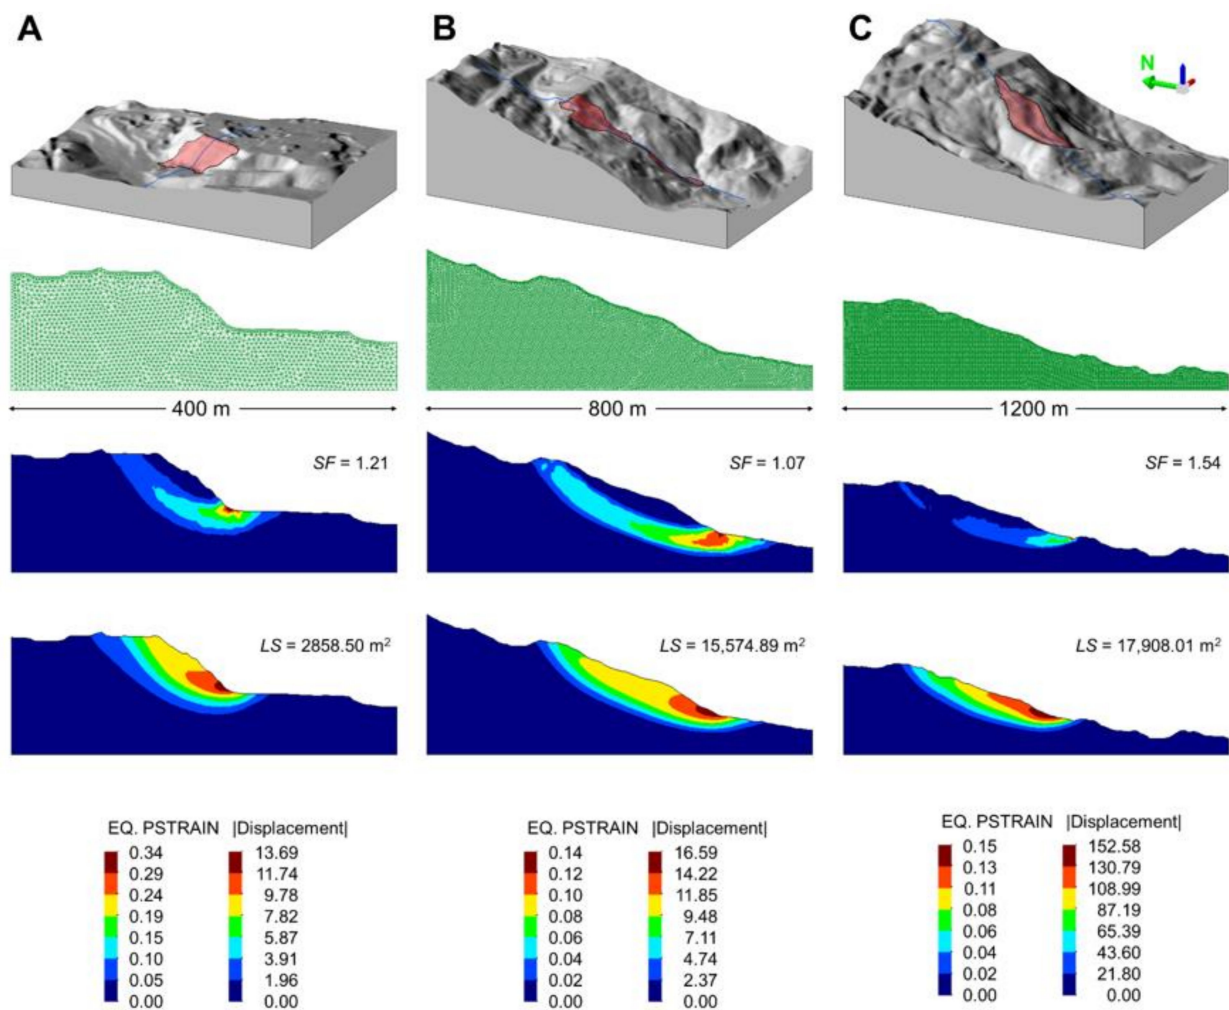 A
B
C
N
400 m
800 m
1200 m
SF = 1.21
SF = 1.07
SF = 1.54
LS = 2858.50 m²
LS = 15,574.89 m²
LS = 17,908.01 m²
EQ. PSTRAIN |Displacement|
0.34 13.69
0.29 11.74
0.24 9.78
0.19 7.82
0.15 5.87
0.10 3.91
0.05 1.96
0.00 0.00
EQ. PSTRAIN |Displacement|
0.14 16.59
0.12 14.22
0.10 11.85
0.08 9.48
0.06 7.11
0.04 4.74
0.02 2.37
0.00 0.00
EQ. PSTRAIN |Displacement|
0.15 152.58
0.13 130.79
0.11 108.99
0.08 87.19
0.06 65.39
0.04 43.60
0.02 21.80
0.00 0.00